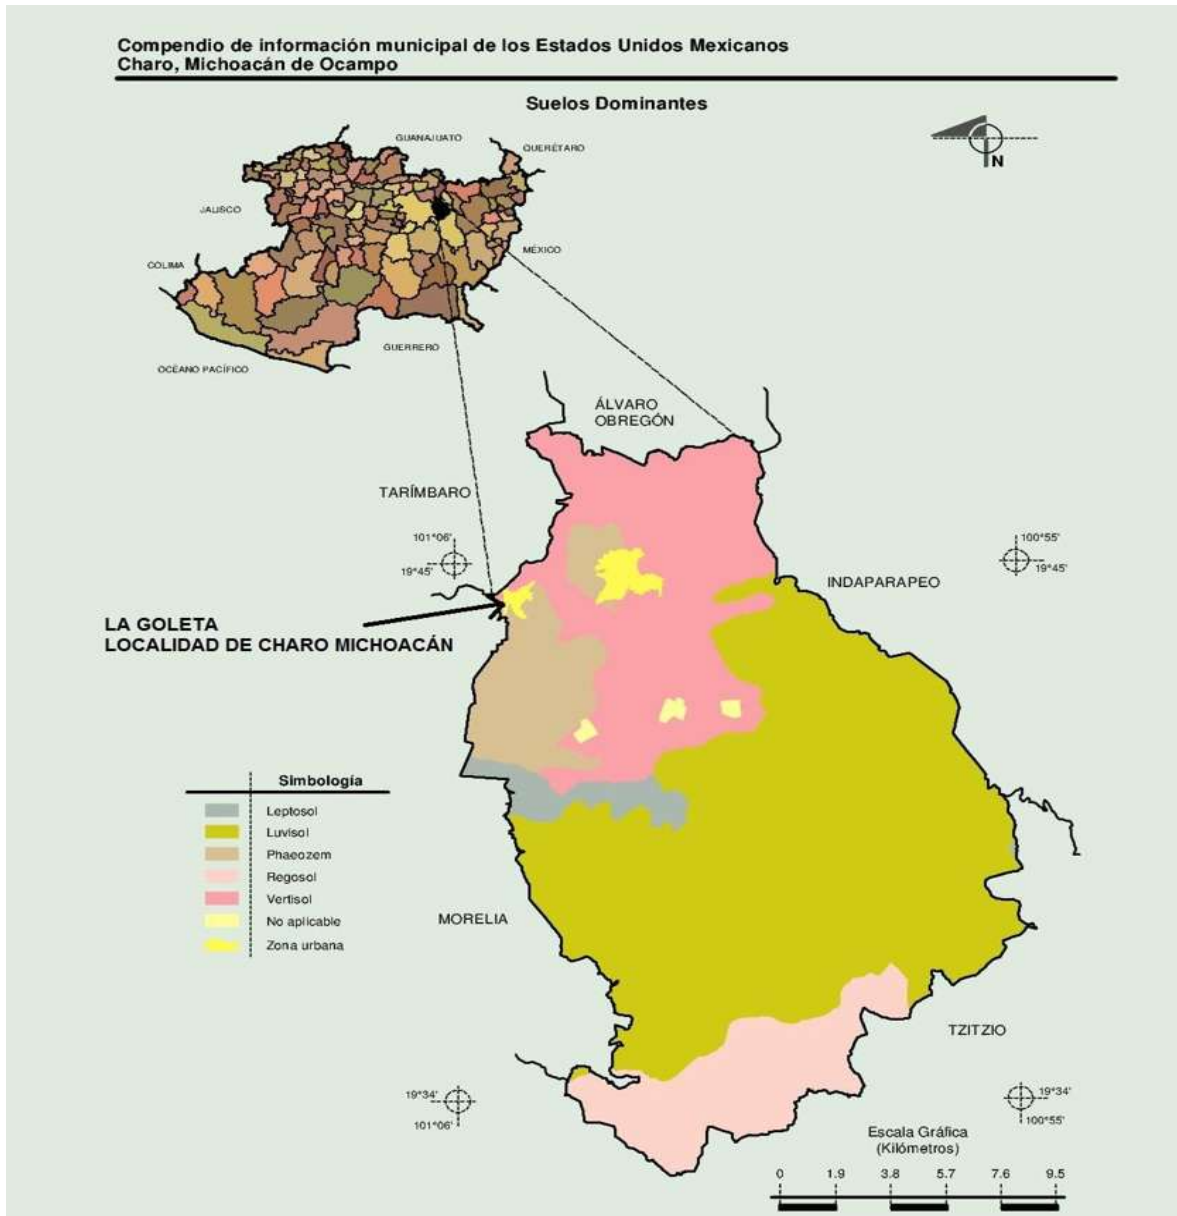 Compendio de información municipal de los Estados Unidos Mexicanos
Charo, Michoacán de Ocampo
Suelos Dominantes
GUANAJUATO
QUERÉTARO
N
JALISCO
MÉXICO
COLIMA
GUERRERO
OCÉANO PACÍFICO
ÁLVARO
OBREGÓN
TARÍMBARO
101°06'
19°45'
100°55'
19°45'
INDAPARAPEO
LA GOLETA
LOCALIDAD DE CHARO MICHOACÁN
Simbología
Leptosol
Luvisol
Phaeozem
Regosol
Vertisol
No aplicable
Zona urbana
MORELIA
TZITZIO
19°34'
101°06'
19°34'
100°55'
Escala Gráfica
(Kilómetros)
0 1.9 3.8 5.7 7.6 9.5